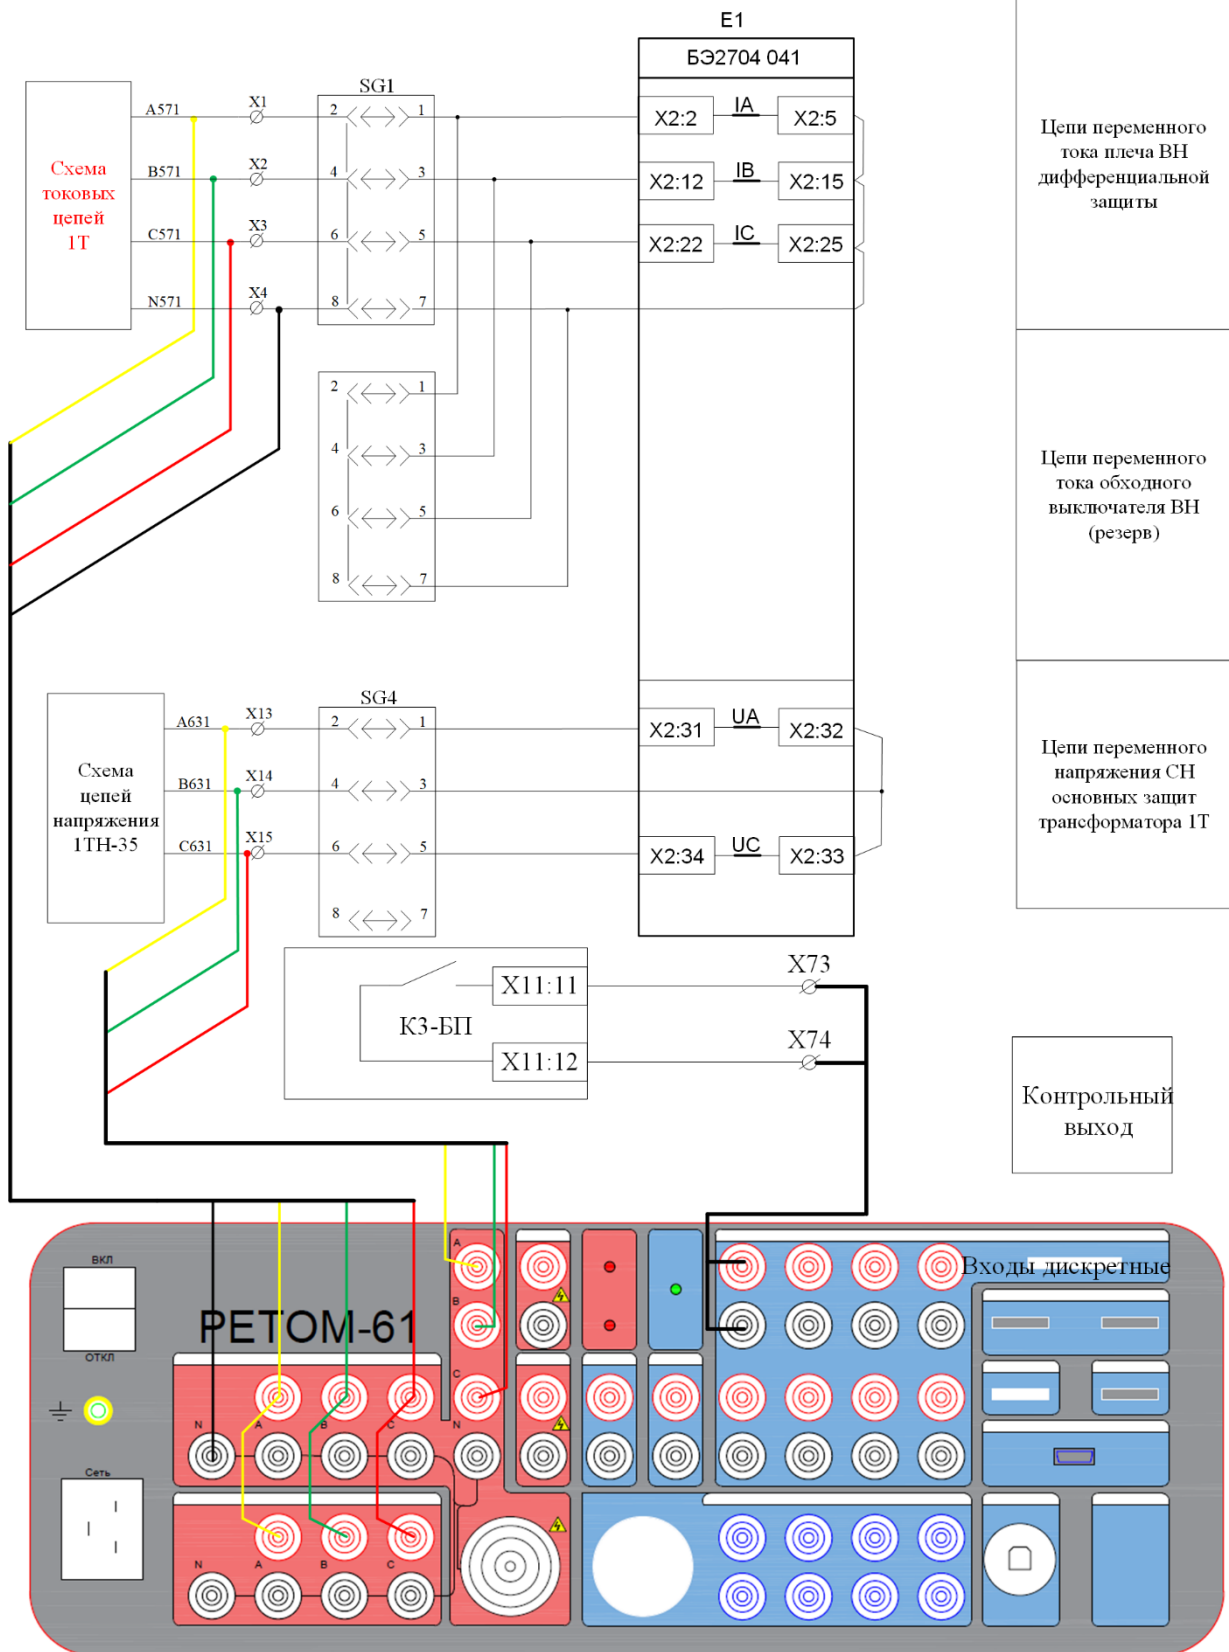 E1
БЭ2704 041
SG1
Схема
токовых
цепей
1Т
A571
X1
2
1
X2:2
IA
X2:5
B571
X2
4
3
X2:12
IB
X2:15
C571
X3
6
5
X2:22
IC
X2:25
N571
X4
8
7
Цепи переменного
тока плеча ВН
дифференциальной
защиты
2
1
4
3
6
5
8
7
Цепи переменного
тока обходного
выключателя ВН
(резерв)
SG4
Схема
цепей
напряжения
1ТН-35
A631
X13
2
1
X2:31
UA
X2:32
B631
X14
4
3
C631
X15
6
5
X2:34
UC
X2:33
8
7
Цепи переменного
напряжения СН
основных защит
трансформатора 1Т
К3-БП
X11:11
X73
X11:12
X74
Контрольный
выход
ВКЛ
ОТКЛ
РЕТОМ-61
A
B
C
N
Входы дискретные
N
A
B
C
Сеть
N
A
B
C